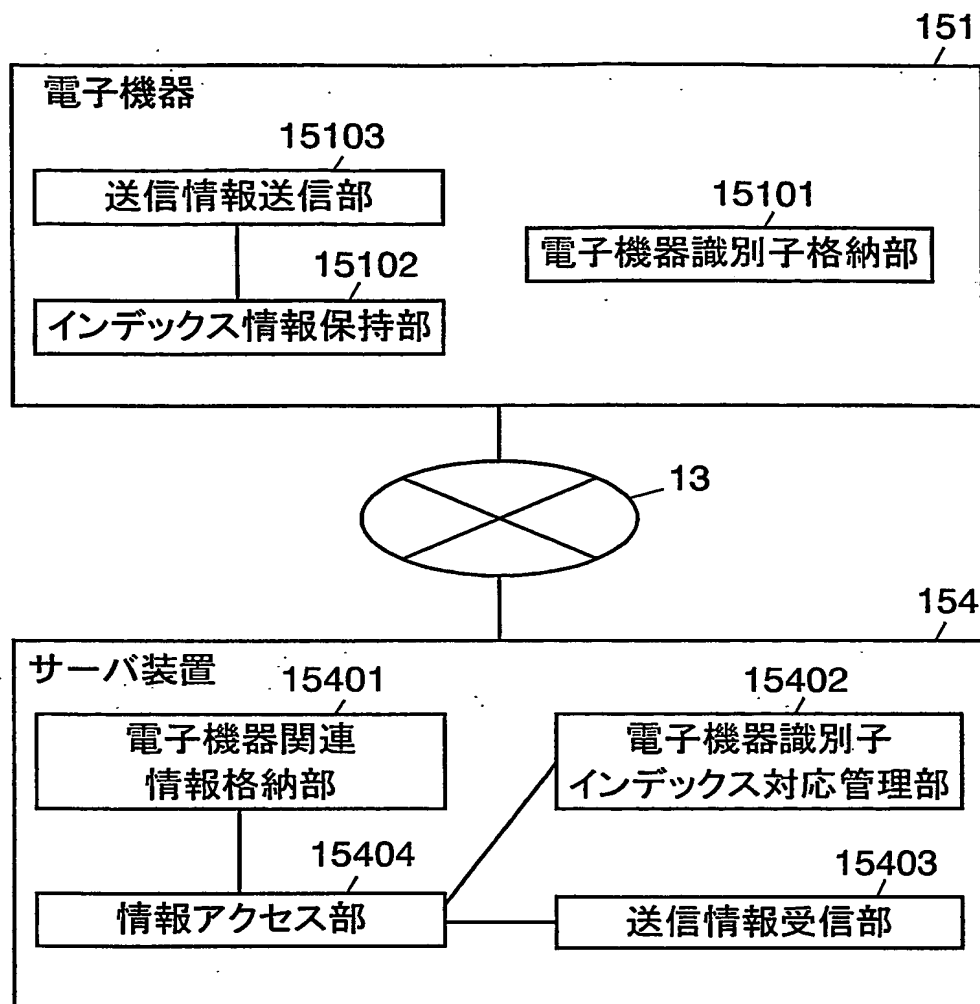 151
電子機器
15103
送信情報送信部
15101
電子機器識別子格納部
15102
インデックス情報保持部
13
154
サーバ装置
15401
電子機器関連
情報格納部
15402
電子機器識別子
インデックス対応管理部
15404
情報アクセス部
15403
送信情報受信部